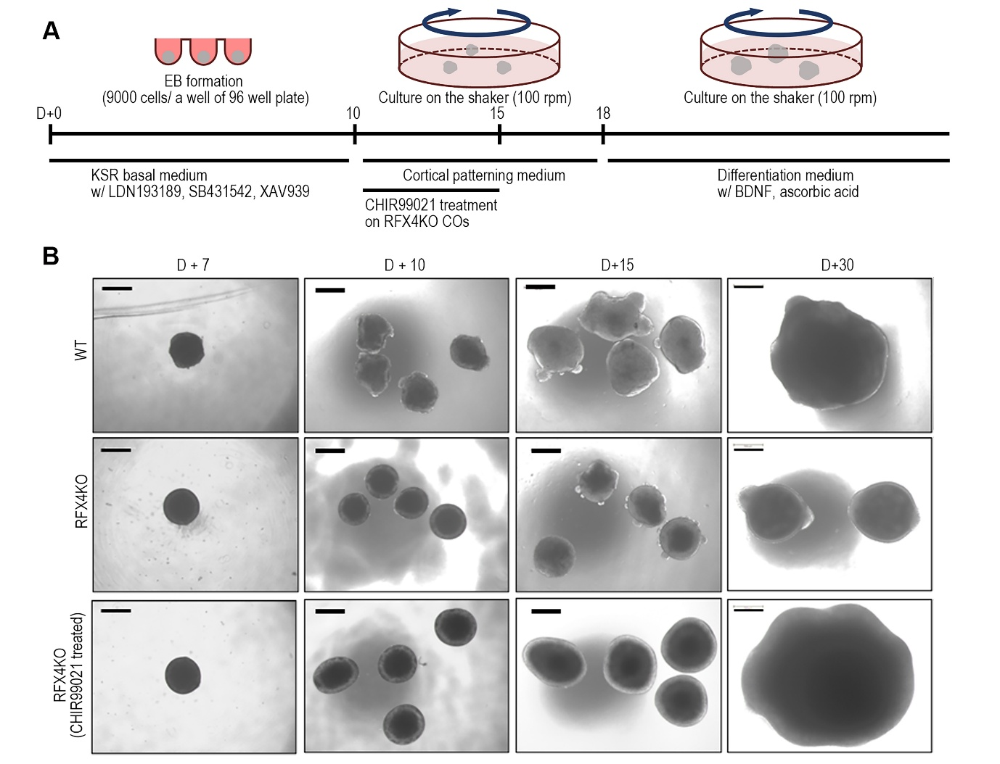 A
EB formation
(9000 cells/ a well of 96 well plate)
Culture on the shaker (100 rpm)
Culture on the shaker (100 rpm)
D+0
10
15
18
KSR basal medium
w/ LDN193189, SB431542, XAV939
Cortical patterning medium
CHIR99021 treatment
on RFX4KO COs
Differentiation medium
w/ BDNF, ascorbic acid
B
D + 7
D + 10
D+15
D+30
WT
RFX4KO
RFX4KO
(CHIR99021 treated)